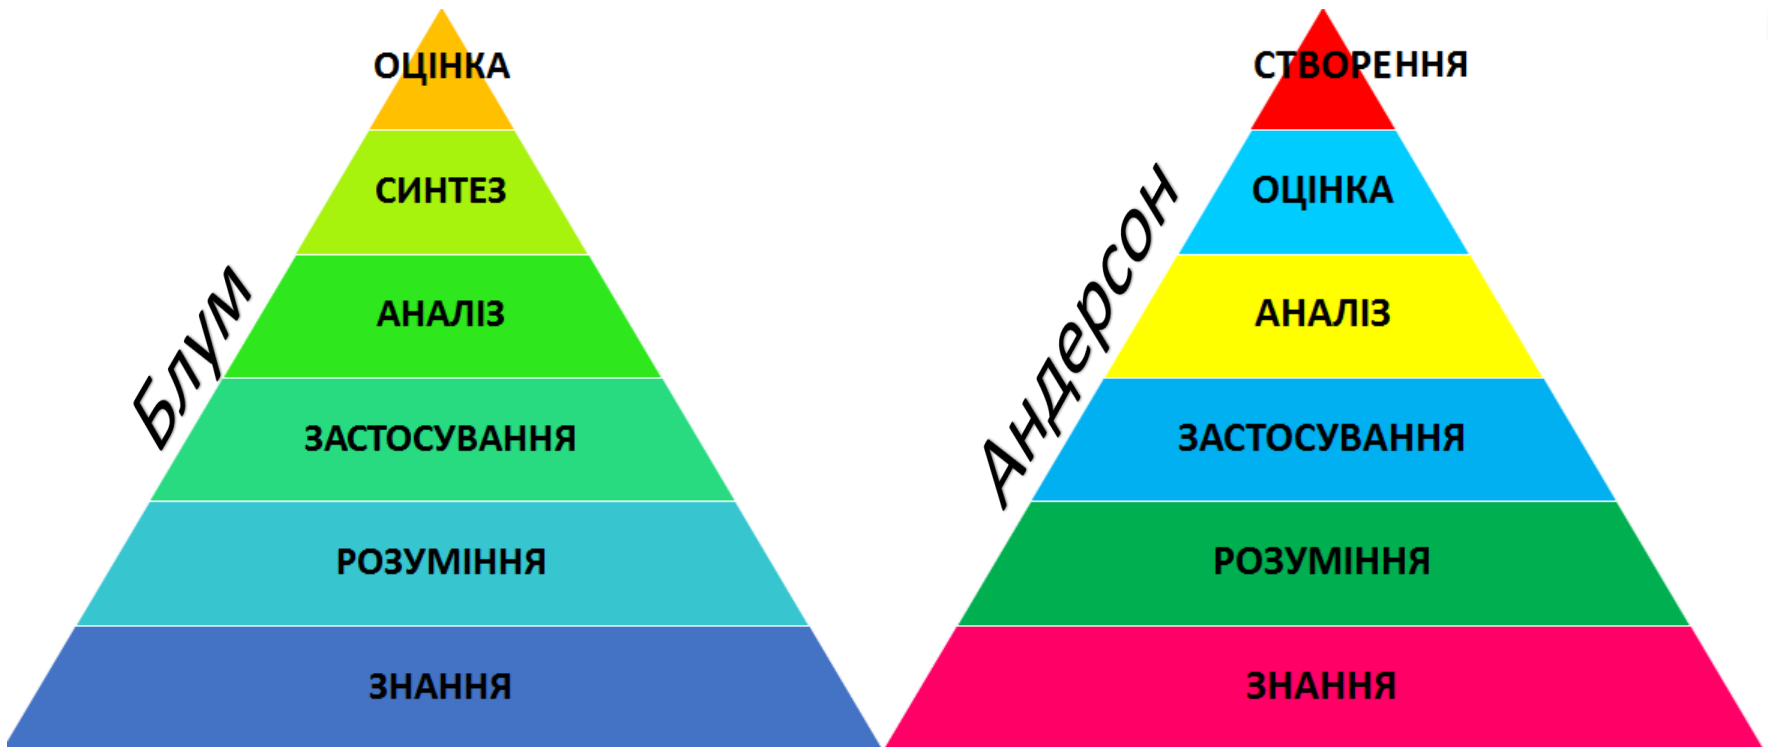 Блум
ОЦІНКА
СИНТЕЗ
АНАЛІЗ
ЗАСТОСУВАННЯ
РОЗУМІННЯ
ЗНАННЯ
Андерсон
СТВОРЕННЯ
ОЦІНКА
АНАЛІЗ
ЗАСТОСУВАННЯ
РОЗУМІННЯ
ЗНАННЯ